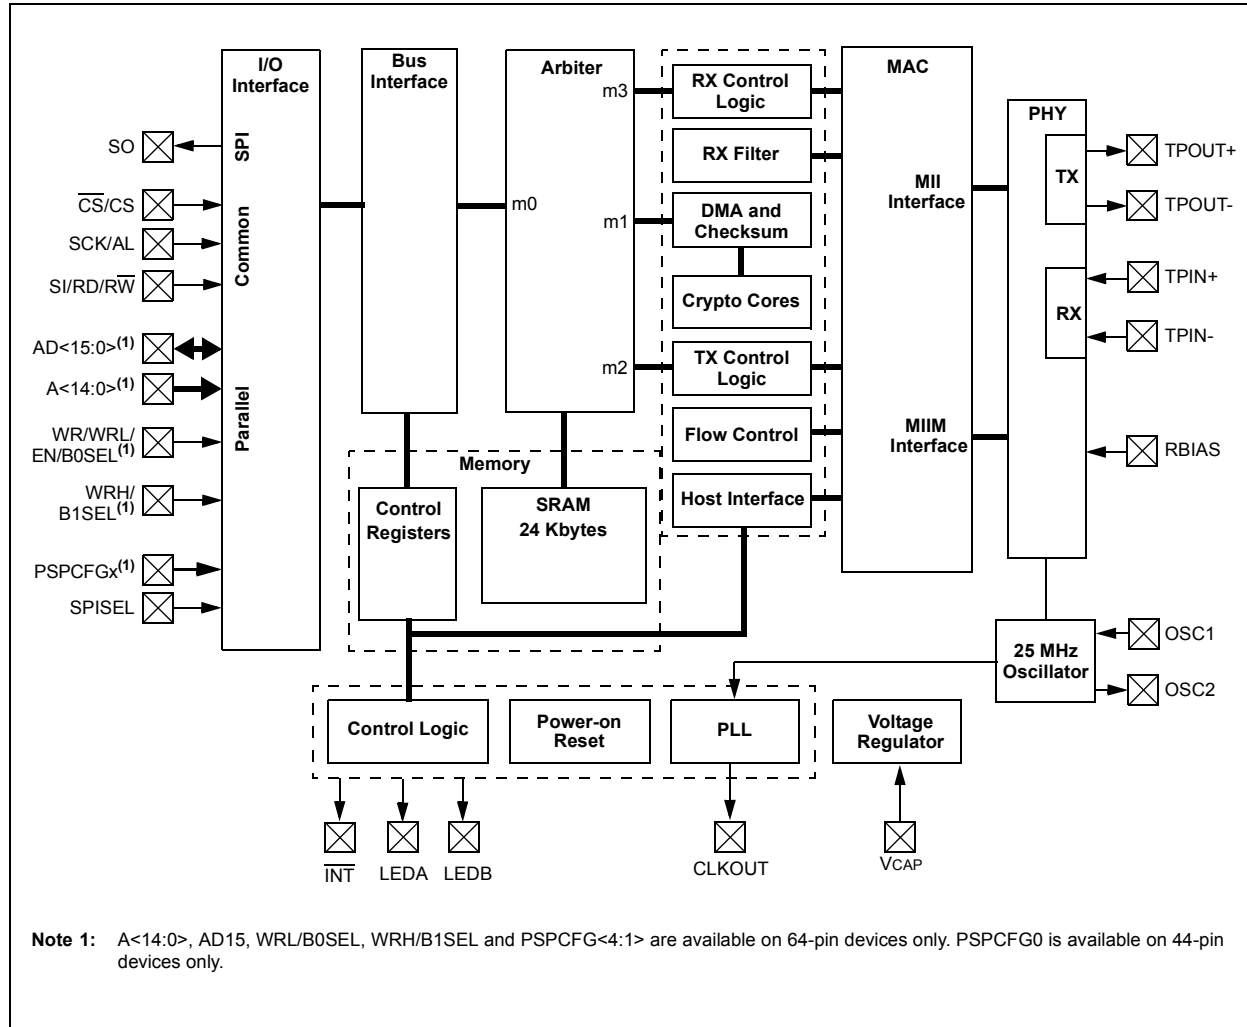 I/O
Interface
SPI
Common
Parallel
SO
C̅S̅/CS
SCK/AL
SI/RD/RW̅
AD<15:0>(1)
A<14:0>(1)
WR/WRL/
EN/B0SEL(1)
WRH/
B1SEL(1)
PSPCFGx(1)
SPISEL
Bus
Interface
Arbiter
m0
m3
m1
m2
RX Control
Logic
RX Filter
DMA and
Checksum
Crypto Cores
TX Control
Logic
Flow Control
Host Interface
MAC
MII
Interface
MIIM
Interface
PHY
TX
RX
TPOUT+
TPOUT-
TPIN+
TPIN-
RBIAS
Memory
Control
Registers
SRAM
24 Kbytes
25 MHz
Oscillator
OSC1
OSC2
Control Logic
Power-on
Reset
PLL
Voltage
Regulator
I̅N̅T̅
LEDA
LEDB
CLKOUT
VCAP
Note 1: A<14:0>, AD15, WRL/B0SEL, WRH/B1SEL and PSPCFG<4:1> are available on 64-pin devices only. PSPCFG0 is available on 44-pin
devices only.